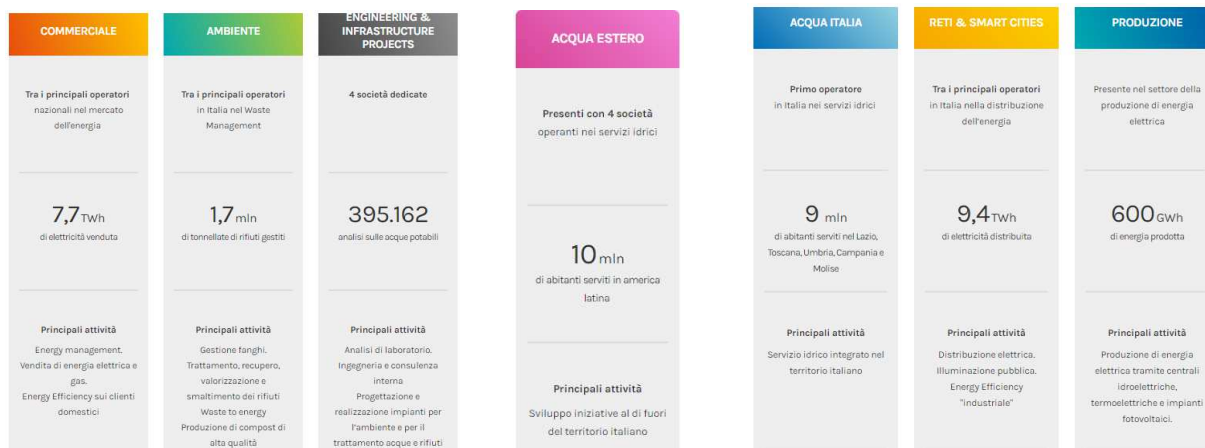 COMMERCIALE
Tra i principali operatori
nazionali nel mercato
dell'energia
7,7 TWh
di elettricità venduta
Principali attività
Energy management.
Vendita di energia elettrica e
gas.
Energy Efficiency sui clienti
domestici
AMBIENTE
Tra i principali operatori
in Italia nel Waste
Management
1,7 mln
di tonnellate di rifiuti gestiti
Principali attività
Gestione fanghi.
Trattamento, recupero,
valorizzazione e
smaltimento dei rifiuti
Waste to energy
Produzione di compost di
alta qualità
ENGINEERING &
INFRASTRUCTURE
PROJECTS
4 società dedicate
395.162
analisi sulle acque potabili
Principali attività
Analisi di laboratorio.
Ingegneria e consulenza
interna
Progettazione e
realizzazione impianti per
l'ambiente e per il
trattamento acque e rifiuti
ACQUA ESTERO
Presenti con 4 società
operanti nei servizi idrici
10 mln
di abitanti serviti in america
latina
Principali attività
Sviluppo iniziative al di fuori
del territorio italiano
ACQUA ITALIA
Primo operatore
in Italia nei servizi idrici
9 mln
di abitanti serviti nel Lazio,
Toscana, Umbria, Campania e
Molise
Principali attività
Servizio idrico integrato nel
territorio italiano
RETI & SMART CITIES
Tra i principali operatori
in Italia nella distribuzione
dell'energia
9,4 TWh
di elettricità distribuita
Principali attività
Distribuzione elettrica.
Illuminazione pubblica.
Energy Efficiency
"industriale"
PRODUZIONE
Presente nel settore della
produzione di energia
elettrica
600 GWh
di energia prodotta
Principali attività
Produzione di energia
elettrica tramite centrali
idroelettriche,
termoelettriche e impianti
fotovoltaici.